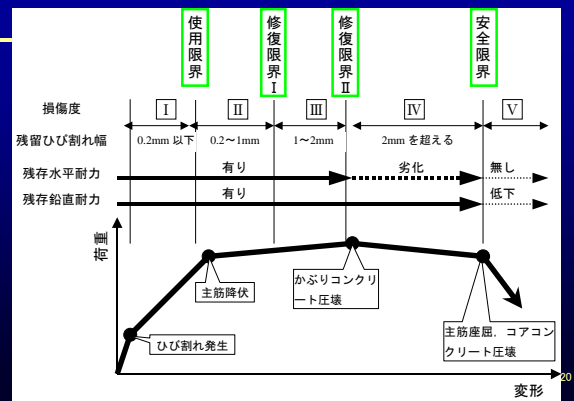 使用限界
修復限界Ⅰ
修復限界Ⅱ
安全限界
損傷度
Ⅰ
Ⅱ
Ⅲ
Ⅳ
Ⅴ
残留ひび割れ幅
0.2mm 以下
0.2～1mm
1～2mm
2mm を超える
残存水平耐力
有り
劣化
無し
残存鉛直耐力
有り
低下
荷重
主筋降伏
ひび割れ発生
かぶりコンクリ
ート圧壊
主筋座屈，コアコン
クリート圧壊
変形
20